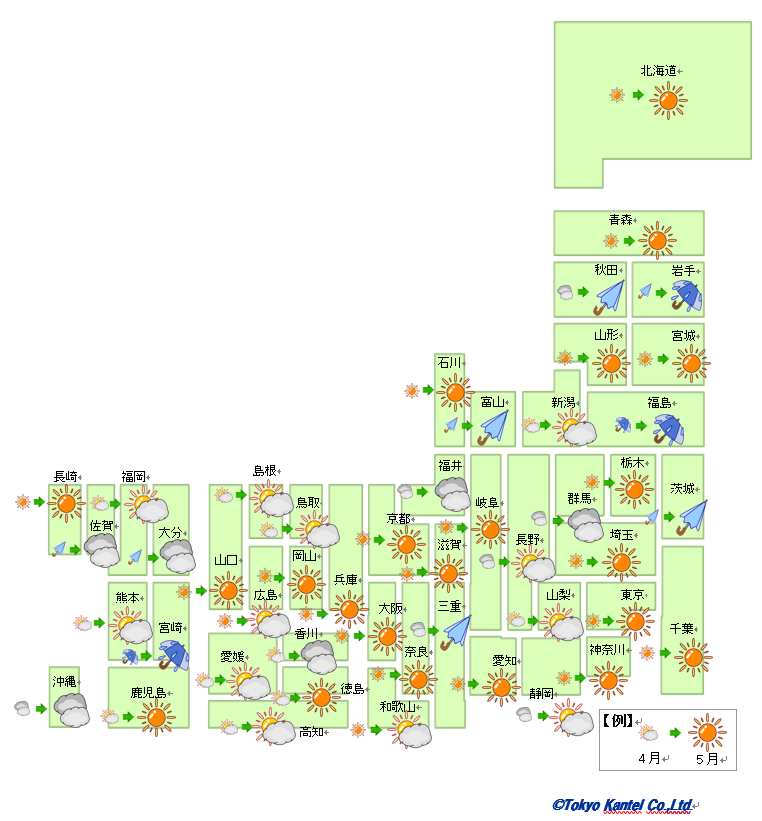 北海道
青森
秋田
岩手
山形
宮城
石川
富山
新潟
福島
福井
岐阜
栃木
茨城
群馬
長野
埼玉
長崎
福岡
佐賀
大分
島根
鳥取
京都
滋賀
山口
岡山
兵庫
広島
大阪
三重
山梨
東京
千葉
熊本
宮崎
香川
愛媛
奈良
愛知
神奈川
静岡
沖縄
鹿児島
徳島
高知
和歌山
【例】
4月
5月
©Tokyo Kantei Co.,Ltd